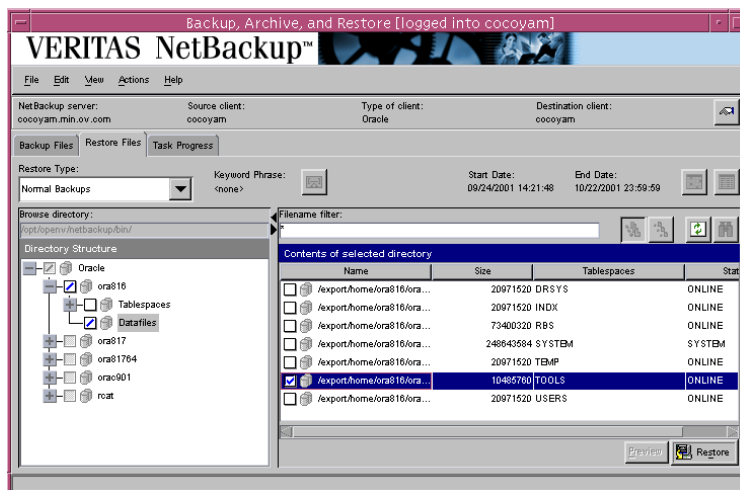 Backup, Archive, and Restore [logged into cocoyam]
VERITAS NetBackup™
File Edit View Actions Help
NetBackup server: Source client: Type of client: Destination client:
cocoyam.min.ov.com cocoyam Oracle cocoyam
Backup Files Restore Files Task Progress
Restore Type: Keyword Phrase: Start Date: End Date:
Normal Backups <none> 09/24/2001 14:21:48 10/22/2001 23:59:59
Browse directory: Filename filter:
/opt/openv/netbackup/bin/ *
Directory Structure Contents of selected directory
Name Size Tablespaces Stat
Oracle
ora816
Tablespaces
Datafiles
ora817
ora81764
orac901
rcat
/export/home/ora816/ora... 20971520 DRSYS ONLINE
/export/home/ora816/ora... 20971520 INDX ONLINE
/export/home/ora816/ora... 73400320 RBS ONLINE
/export/home/ora816/ora... 248643584 SYSTEM SYSTEM
/export/home/ora816/ora... 20971520 TEMP ONLINE
/export/home/ora816/ora... 10485760 TOOLS ONLINE
/export/home/ora816/ora... 20971520 USERS ONLINE
Preview Restore